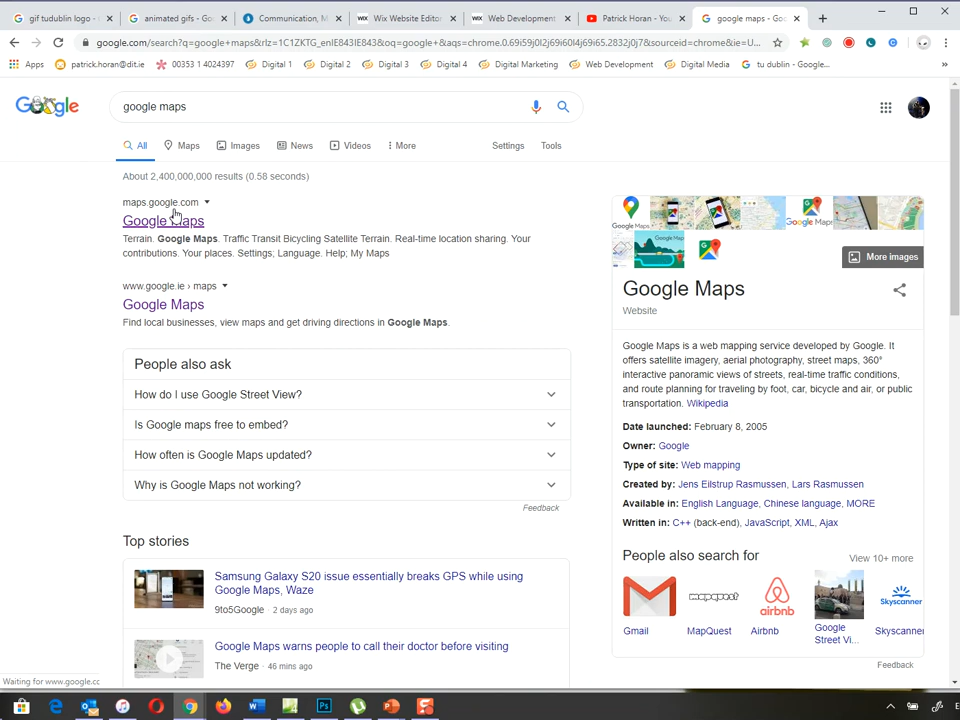 gif tudublin logo -
animated gifs - Goo
Communication, M
Wix Website Editor
Web Development
Patrick Horan - You
google maps - Goo
google.com/search?q=google+maps&rlz=1C1ZKTG_enIE843IE843&oq=google+&aqs=chrome.0.69i59j0l2j69i60l4j69i65.2832j0j7&sourceid=chrome&ie=U...
Apps
patrick.horan@dit.ie
00353 1 4024397
Digital 1
Digital 2
Digital 3
Digital 4
Digital Marketing
Web Development
Digital Media
tu dublin - Google...
»
Google
google maps
All
Maps
Images
News
Videos
More
Settings
Tools
About 2,400,000,000 results (0.58 seconds)
maps.google.com
Google Maps
Terrain. Google Maps. Traffic Transit Bicycling Satellite Terrain. Real-time location sharing. Your
contributions. Your places. Settings; Language. Help; My Maps
www.google.ie › maps
Google Maps
Find local businesses, view maps and get driving directions in Google Maps.
People also ask
How do I use Google Street View?
Is Google maps free to embed?
How often is Google Maps updated?
Why is Google Maps not working?
Feedback
Top stories
Samsung Galaxy S20 issue essentially breaks GPS while using
Google Maps, Waze
9to5Google · 2 days ago
Google Maps warns people to call their doctor before visiting
The Verge · 46 mins ago
Google Maps
Google Maps
Google Maps
More images
Google Maps
Website
Google Maps is a web mapping service developed by Google. It
offers satellite imagery, aerial photography, street maps, 360°
interactive panoramic views of streets, real-time traffic conditions,
and route planning for traveling by foot, car, bicycle and air, or public
transportation. Wikipedia
Date launched: February 8, 2005
Owner: Google
Type of site: Web mapping
Created by: Jens Eilstrup Rasmussen, Lars Rasmussen
Available in: English Language, Chinese language, MORE
Written in: C++ (back-end), JavaScript, XML, Ajax
People also search for
View 10+ more
mapquest
airbnb
skyscanner
Gmail
MapQuest
Airbnb
Google
Street Vi...
Skyscanner
Feedback
Waiting for www.google.cc